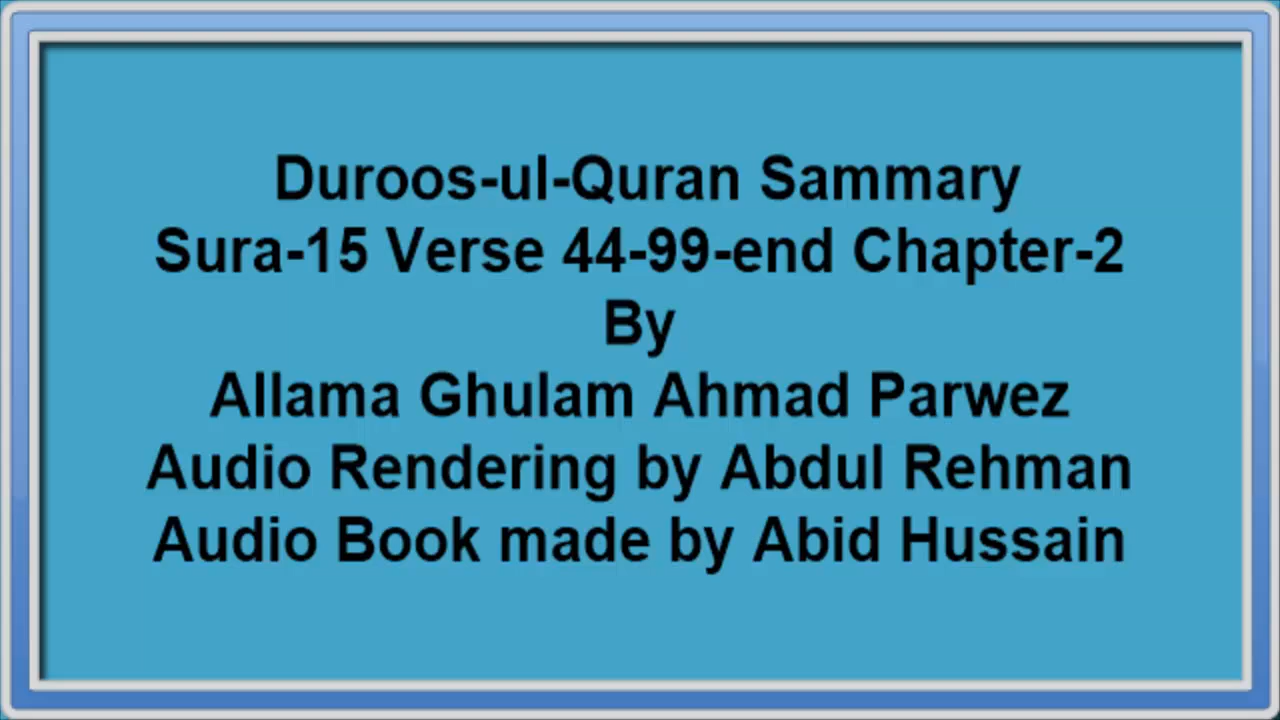 Duroos-ul-Quran Sammary
Sura-15 Verse 44-99-end Chapter-2
By
Allama Ghulam Ahmad Parwez
Audio Rendering by Abdul Rehman
Audio Book made by Abid Hussain